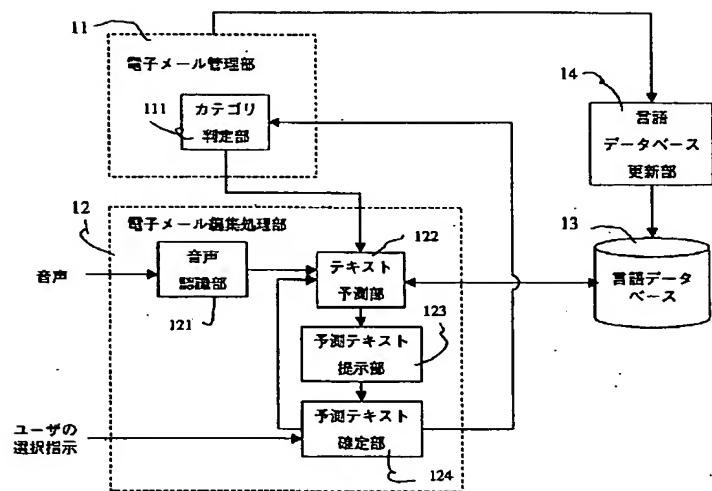 11
電子メール管理部
111
カテゴリ
判定部
14
言語
データベース
更新部
12
電子メール編集処理部
音声
音声
認識部
121
122
テキスト
予測部
13
言語データ
ベース
123
予測テキスト
提示部
ユーザの
選択指示
予測テキスト
確定部
124